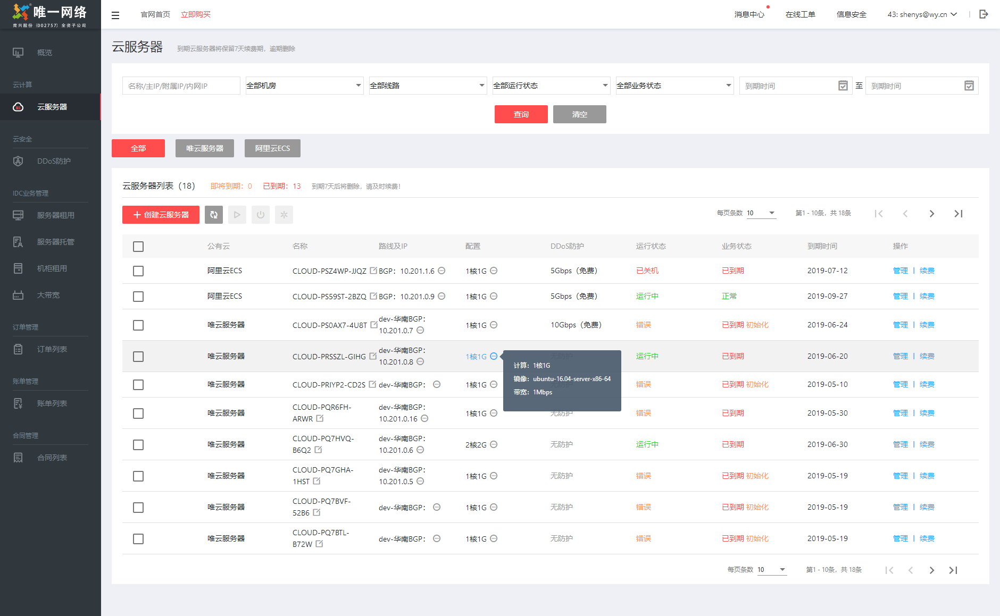 唯一网络
南兴股份（002757）全资子公司
官网首页 立即购买
消息中心 在线工单 信息安全 43: shenys@wy.cn
概览
云计算
云服务器
云安全
DDoS防护
IDC业务管理
服务器租用
服务器托管
机柜租用
大带宽
订单管理
订单列表
账单管理
账单列表
合同管理
合同列表
云服务器 到期云服务器将保留7天续费期，逾期删除
名称/主IP/附属IP/内网IP 全部机房 全部线路 全部运行状态 全部业务状态 到期时间 至 到期时间
查询 清空
全部 唯云服务器 阿里云ECS
云服务器列表（18） 即将到期：0 已到期：13 到期7天后将删除，请及时续费！
创建云服务器 每页条数 10 第1 - 10条，共 18条
公有云 名称 路线及IP 配置 DDoS防护 运行状态 业务状态 到期时间 操作
阿里云ECS CLOUD-PSZ4WP-JJQZ BGP：10.201.1.6 1核1G 5Gbps（免费） 已关机 已到期 2019-07-12 管理 | 续费
阿里云ECS CLOUD-PS59ST-2BZQ BGP：10.201.0.9 1核1G 5Gbps（免费） 运行中 正常 2019-09-27 管理 | 续费
唯云服务器 CLOUD-PS0AX7-4U8T dev-华南BGP：
10.201.0.7 1核1G 10Gbps（免费） 错误 已到期 初始化 2019-06-24 管理 | 续费
唯云服务器 CLOUD-PRSSZL-GIHG dev-华南BGP：
10.201.0.8 1核1G 无防护 运行中 已到期 2019-06-20 管理 | 续费
计算：1核1G
镜像：ubuntu-16.04-server-x86-64
带宽：1Mbps
唯云服务器 CLOUD-PRIYP2-CD2S dev-华南BGP： 1核1G 错误 已到期 初始化 2019-05-10 管理 | 续费
唯云服务器 CLOUD-PQR6FH-
ARWR dev-华南BGP：
10.201.0.16 1核1G 无防护 错误 已到期 2019-05-30 管理 | 续费
唯云服务器 CLOUD-PQ7HVQ-
B6Q2 dev-华南BGP：
10.201.0.6 2核2G 无防护 运行中 已到期 2019-06-30 管理 | 续费
唯云服务器 CLOUD-PQ7GHA-
1HST dev-华南BGP：
10.201.0.5 1核1G 无防护 错误 已到期 初始化 2019-05-19 管理 | 续费
唯云服务器 CLOUD-PQ7BVF-
52B6 dev-华南BGP： 1核1G 无防护 错误 已到期 初始化 2019-05-19 管理 | 续费
唯云服务器 CLOUD-PQ7BTL-
B72W dev-华南BGP： 1核1G 无防护 错误 已到期 初始化 2019-05-19 管理 | 续费
每页条数 10 第1 - 10条，共 18条